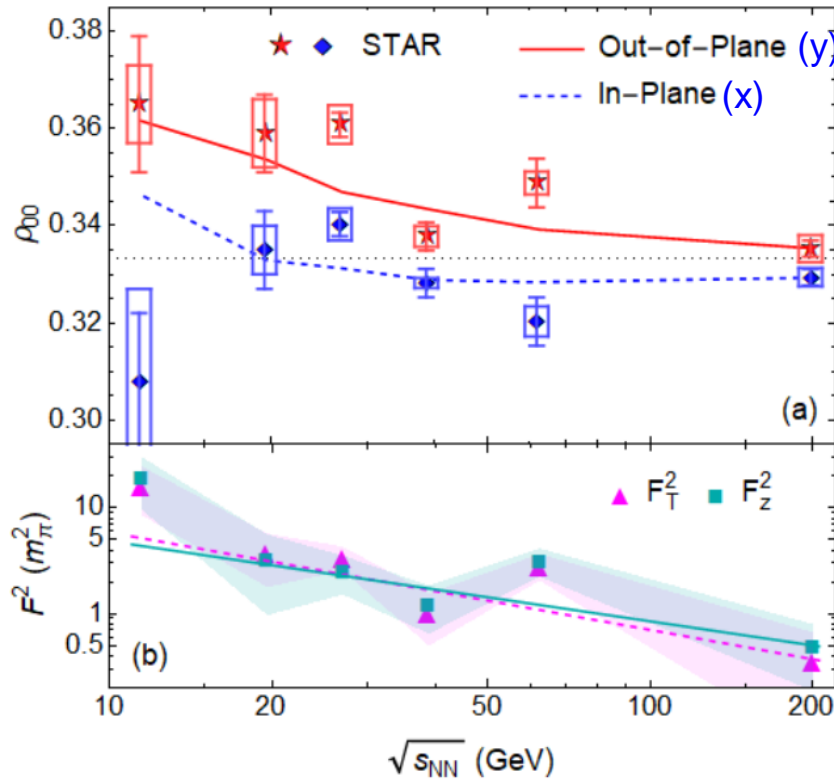 0.38
0.36
0.34
0.32
0.30
ρ₀₀
STAR
Out−of−Plane (y)
In−Plane (x)
(a)
10
5
1
0.5
F² (m²π)
F²T
F²z
(b)
10 20 50 100 200
√sNN (GeV)